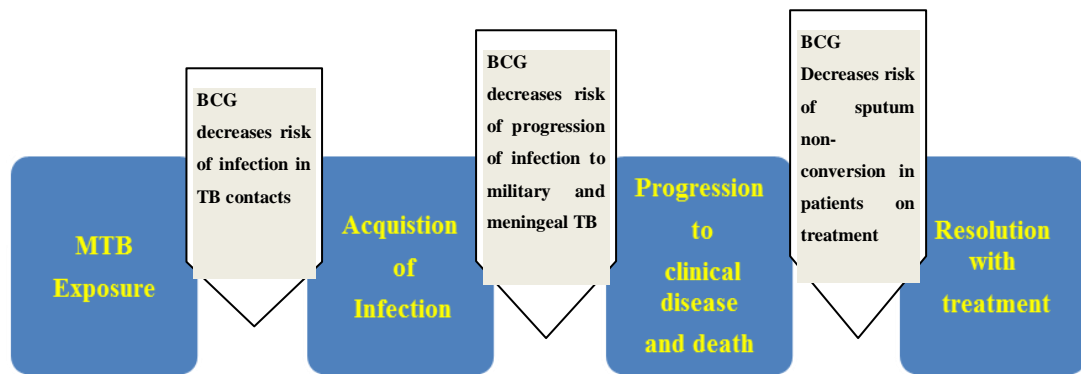 MTB
Exposure
BCG
decreases risk
of infection in
TB contacts
Acquistion
of
Infection
BCG
decreases risk
of progression
of infection to
military and
meningeal TB
Progression
to
clinical
disease
and death
BCG
Decreases risk
of sputum
non-
conversion in
patients on
treatment
Resolution
with
treatment